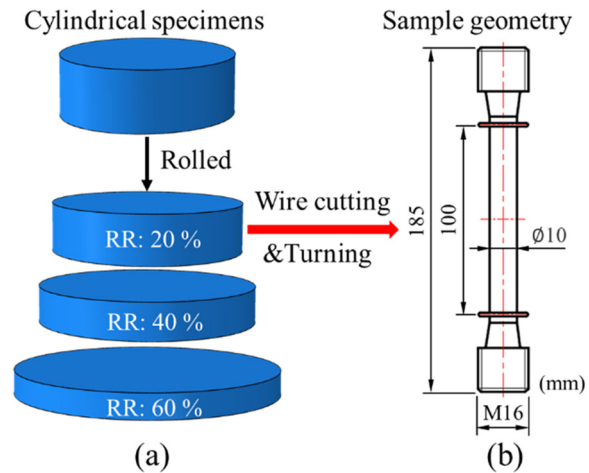 Cylindrical specimens
Sample geometry
Rolled
Wire cutting
&Turning
RR: 20 %
RR: 40 %
RR: 60 %
185
100
Ø10
(mm)
M16
(a)
(b)